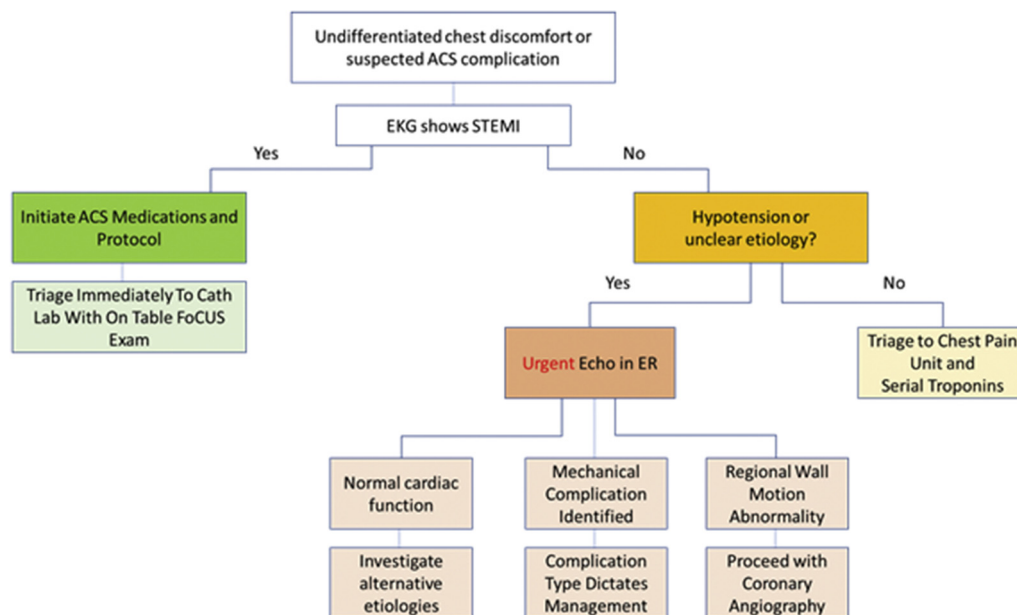 Undifferentiated chest discomfort or
suspected ACS complication
EKG shows STEMI
Yes
No
Initiate ACS Medications and
Protocol
Hypotension or
unclear etiology?
Triage Immediately To Cath
Lab With On Table FoCUS
Exam
Yes
No
Urgent Echo in ER
Triage to Chest Pain
Unit and
Serial Troponins
Normal cardiac
function
Mechanical
Complication
Identified
Regional Wall
Motion
Abnormality
Investigate
alternative
etiologies
Complication
Type Dictates
Management
Proceed with
Coronary
Angiography